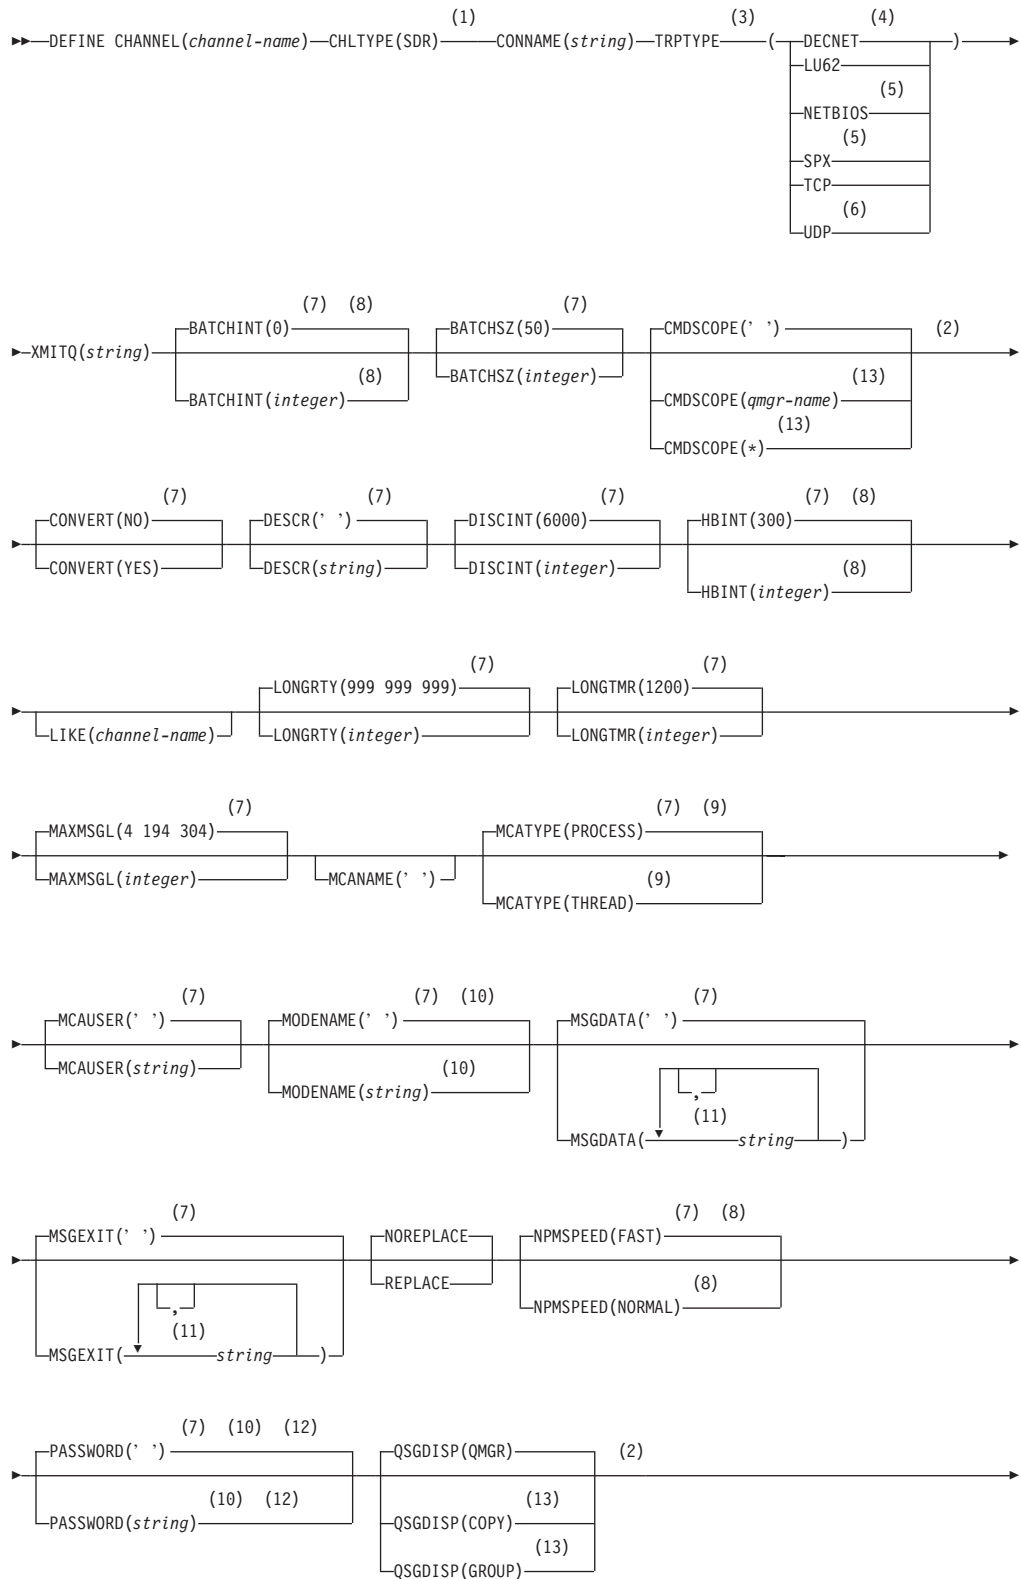 (1) (3) (4)
DEFINE CHANNEL(channel-name) CHLTYPE(SDR) CONNAME(string) TRPTYPE ( DECNET )
LU62
(5)
NETBIOS
(5)
SPX
TCP
(6)
UDP
(7) (8) (7)
XMITQ(string) BATCHINT(0) BATCHSZ(50) CMDSCOPE(' ') (2)
(8) BATCHSZ(integer) (13)
BATCHINT(integer) CMDSCOPE(qmgr-name)
(13)
CMDSCOPE(*)
(7) (7) (7) (7) (8)
CONVERT(NO) DESCR(' ') DISCINT(6000) HBINT(300)
CONVERT(YES) DESCR(string) DISCINT(integer) (8)
HBINT(integer)
(7) (7)
LONGRTY(999 999 999) LONGTMR(1200)
LIKE(channel-name) LONGRTY(integer) LONGTMR(integer)
(7) (7) (9)
MAXMSGL(4 194 304) MCATYPE(PROCESS)
MAXMSGL(integer) MCANAME(' ') (9)
MCATYPE(THREAD)
(7) (7) (10) (7)
MCAUSER(' ') MODENAME(' ') MSGDATA(' ')
MCAUSER(string) (10)
MODENAME(string) ,
(11)
MSGDATA( string )
(7) (7) (8)
MSGEXIT(' ') NOREPLACE NPMSPEED(FAST)
REPLACE (8)
, NPMSPEED(NORMAL)
(11)
MSGEXIT( string )
(7) (10) (12)
PASSWORD(' ') QSGDISP(QMGR) (2)
(10) (12) (13)
PASSWORD(string) QSGDISP(COPY)
(13)
QSGDISP(GROUP)